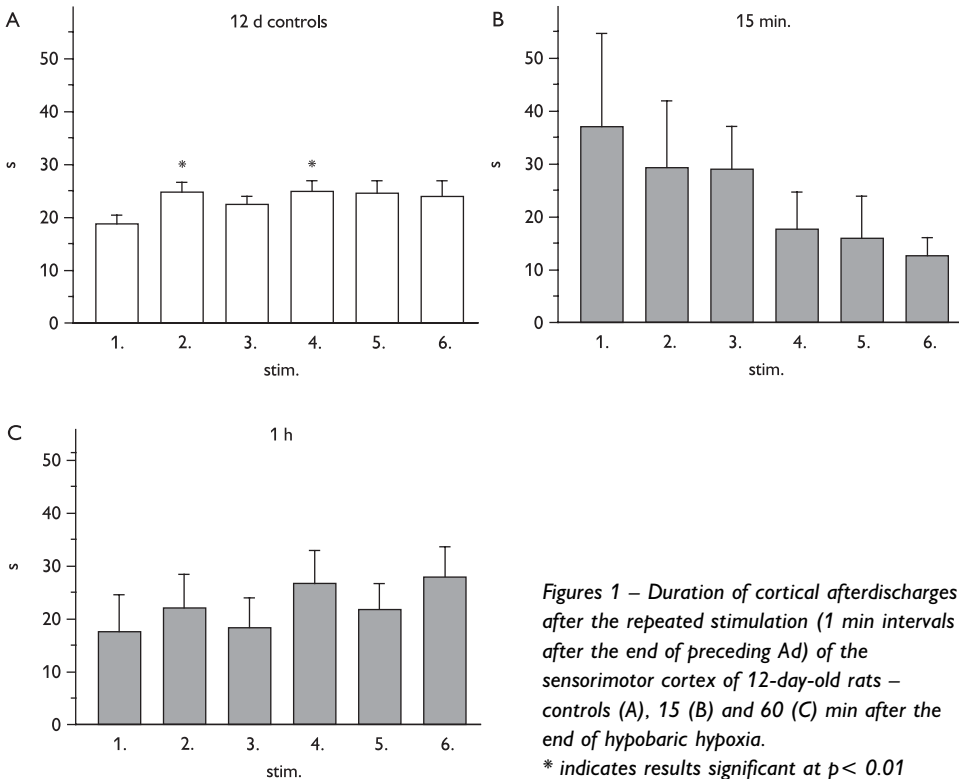 A
12 d controls
50
40
30
20
10
0
s
* *
1. 2. 3. 4. 5. 6.
stim.
B
15 min.
50
40
30
20
10
0
s
1. 2. 3. 4. 5. 6.
stim.
C
1 h
50
40
30
20
10
0
s
1. 2. 3. 4. 5. 6.
stim.
Figures 1 – Duration of cortical afterdischarges
after the repeated stimulation (1 min intervals
after the end of preceding Ad) of the
sensorimotor cortex of 12-day-old rats –
controls (A), 15 (B) and 60 (C) min after the
end of hypobaric hypoxia.
* indicates results significant at p< 0.01